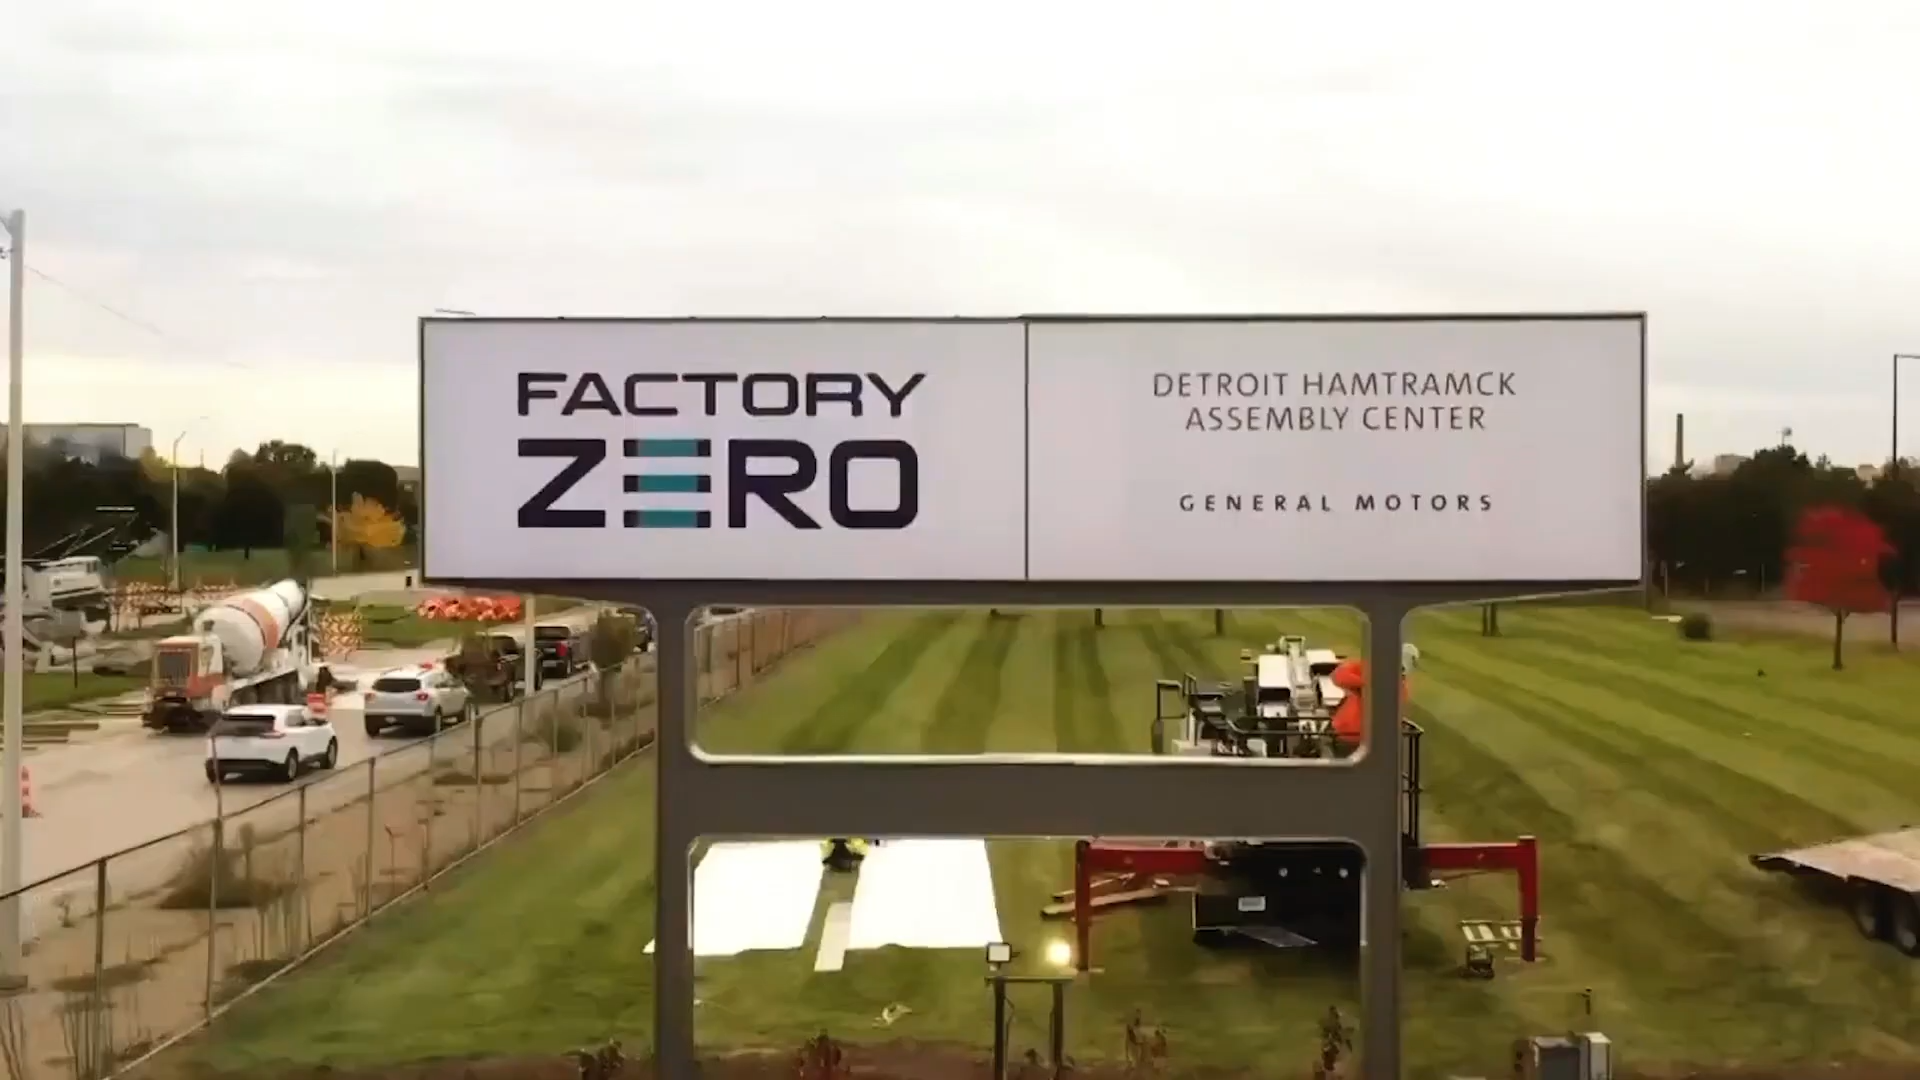 FACTORY
ZERO
DETROIT HAMTRAMCK
ASSEMBLY CENTER
GENERAL MOTORS